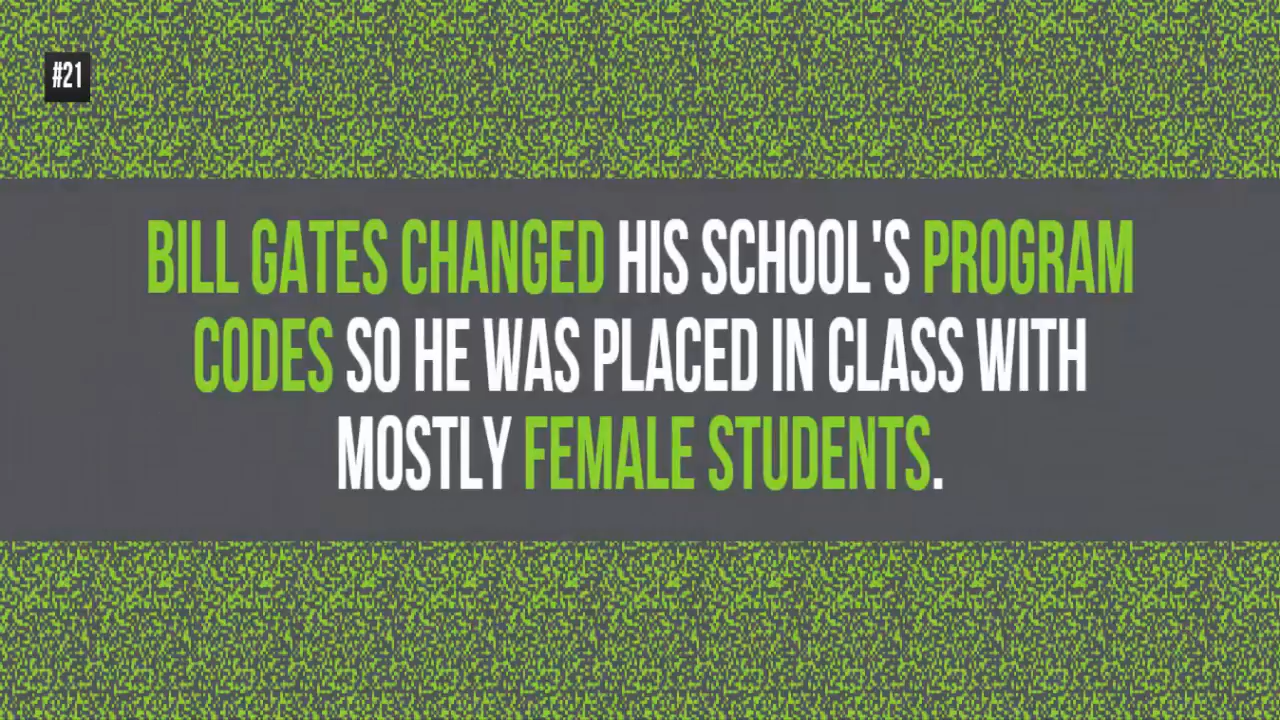 #21
BILL GATES CHANGED HIS SCHOOL'S PROGRAM
CODES SO HE WAS PLACED IN CLASS WITH
MOSTLY FEMALE STUDENTS.